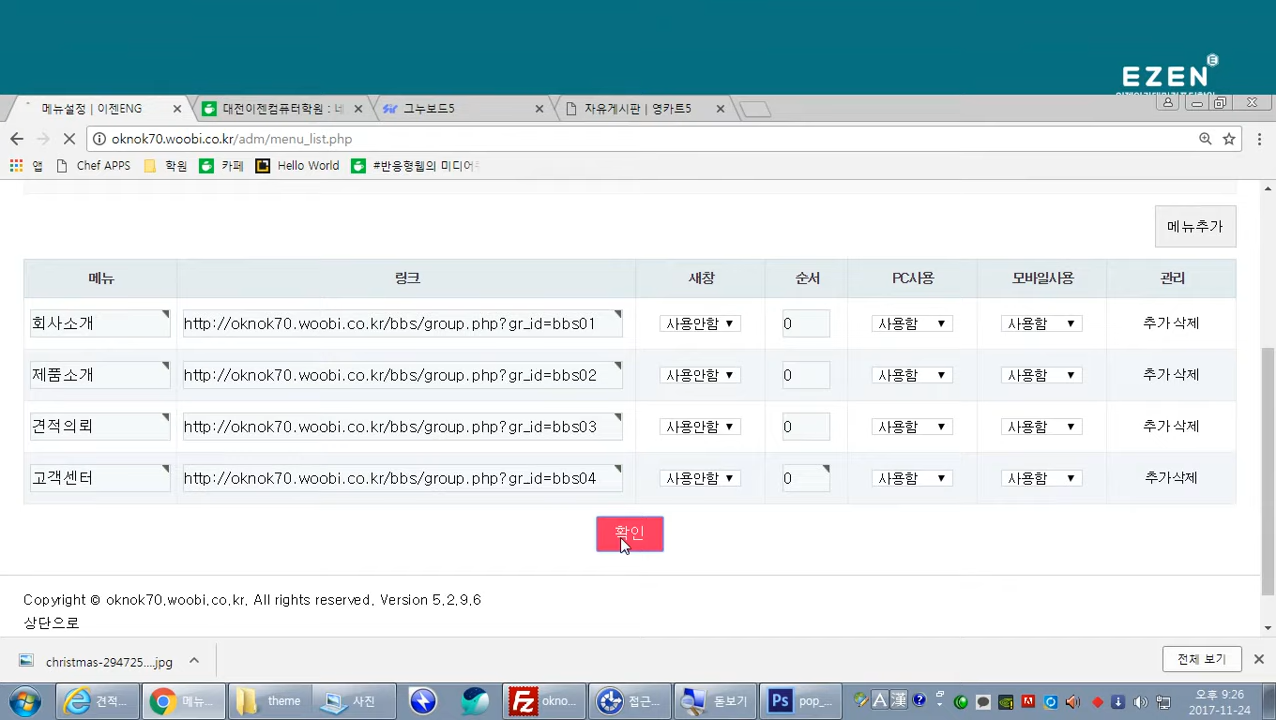 EZEN
메뉴설정 | 이젠ENG
대전이젠컴퓨터학원 : 네
그누보드5
자유게시판 | 영카트5
oknok70.woobi.co.kr/adm/menu_list.php
앱 Chef APPS 학원 카페 Hello World #반응형웹의 미디어
메뉴추가
메뉴 링크 새창 순서 PC사용 모바일사용 관리
회사소개 http://oknok70.woobi.co.kr/bbs/group.php?gr_id=bbs01 사용안함 0 사용함 사용함 추가 삭제
제품소개 http://oknok70.woobi.co.kr/bbs/group.php?gr_id=bbs02 사용안함 0 사용함 사용함 추가 삭제
견적의뢰 http://oknok70.woobi.co.kr/bbs/group.php?gr_id=bbs03 사용안함 0 사용함 사용함 추가 삭제
고객센터 http://oknok70.woobi.co.kr/bbs/group.php?gr_id=bbs04 사용안함 0 사용함 사용함 추가삭제
확인
Copyright © oknok70.woobi.co.kr. All rights reserved. Version 5.2.9.6
상단으로
christmas-294725....jpg
전체 보기
견적... 메뉴... theme 사진 okno... 접근... 돋보기 pop_...
A 漢
오후 9:26
2017-11-24